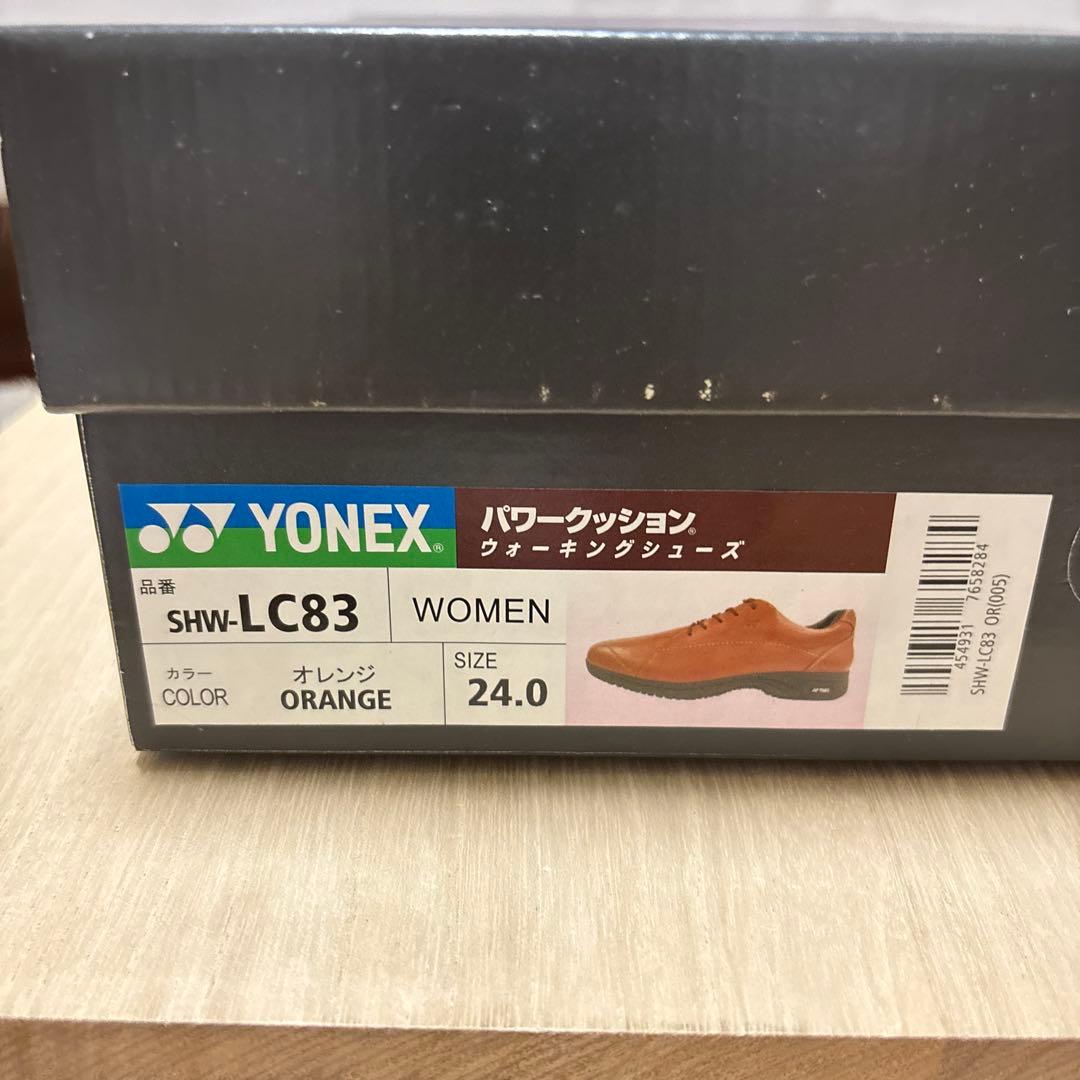 YONEX®
パワークッション®
ウォーキングシューズ
品番
SHW-LC83
WOMEN
カラー
COLOR
オレンジ
ORANGE
SIZE
24.0
454931 7658284
SHW-LC83 OR(005)